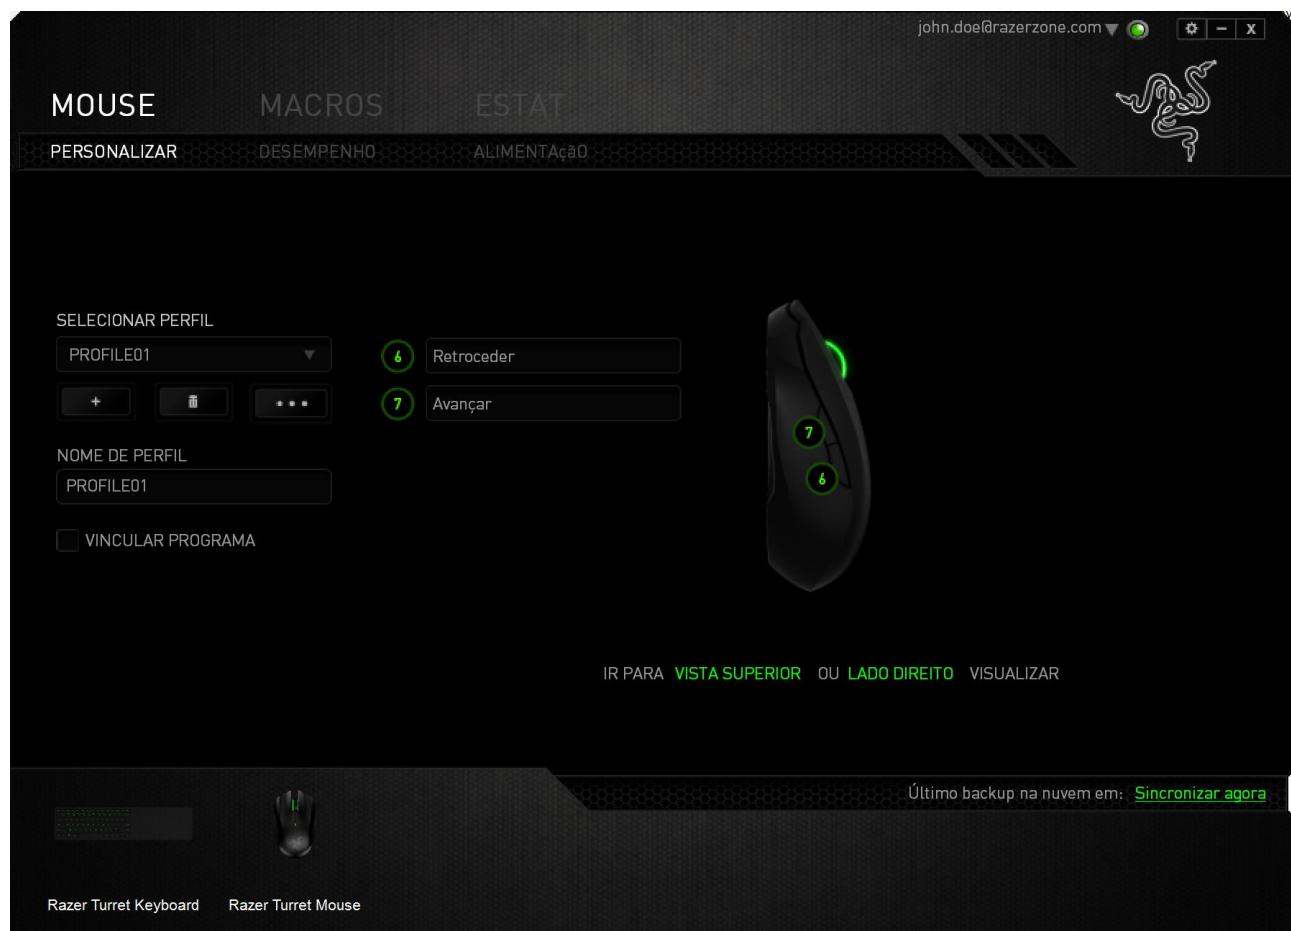 john.doe@razerzone.com
MOUSE MACROS ESTAT
PERSONALIZAR DESEMPENHO ALIMENTAçãO
SELECIONAR PERFIL
PROFILE01
6 Retroceder
7 Avançar
NOME DE PERFIL
PROFILE01
VINCULAR PROGRAMA
7
6
IR PARA VISTA SUPERIOR OU LADO DIREITO VISUALIZAR
Último backup na nuvem em: Sincronizar agora
Razer Turret Keyboard Razer Turret Mouse